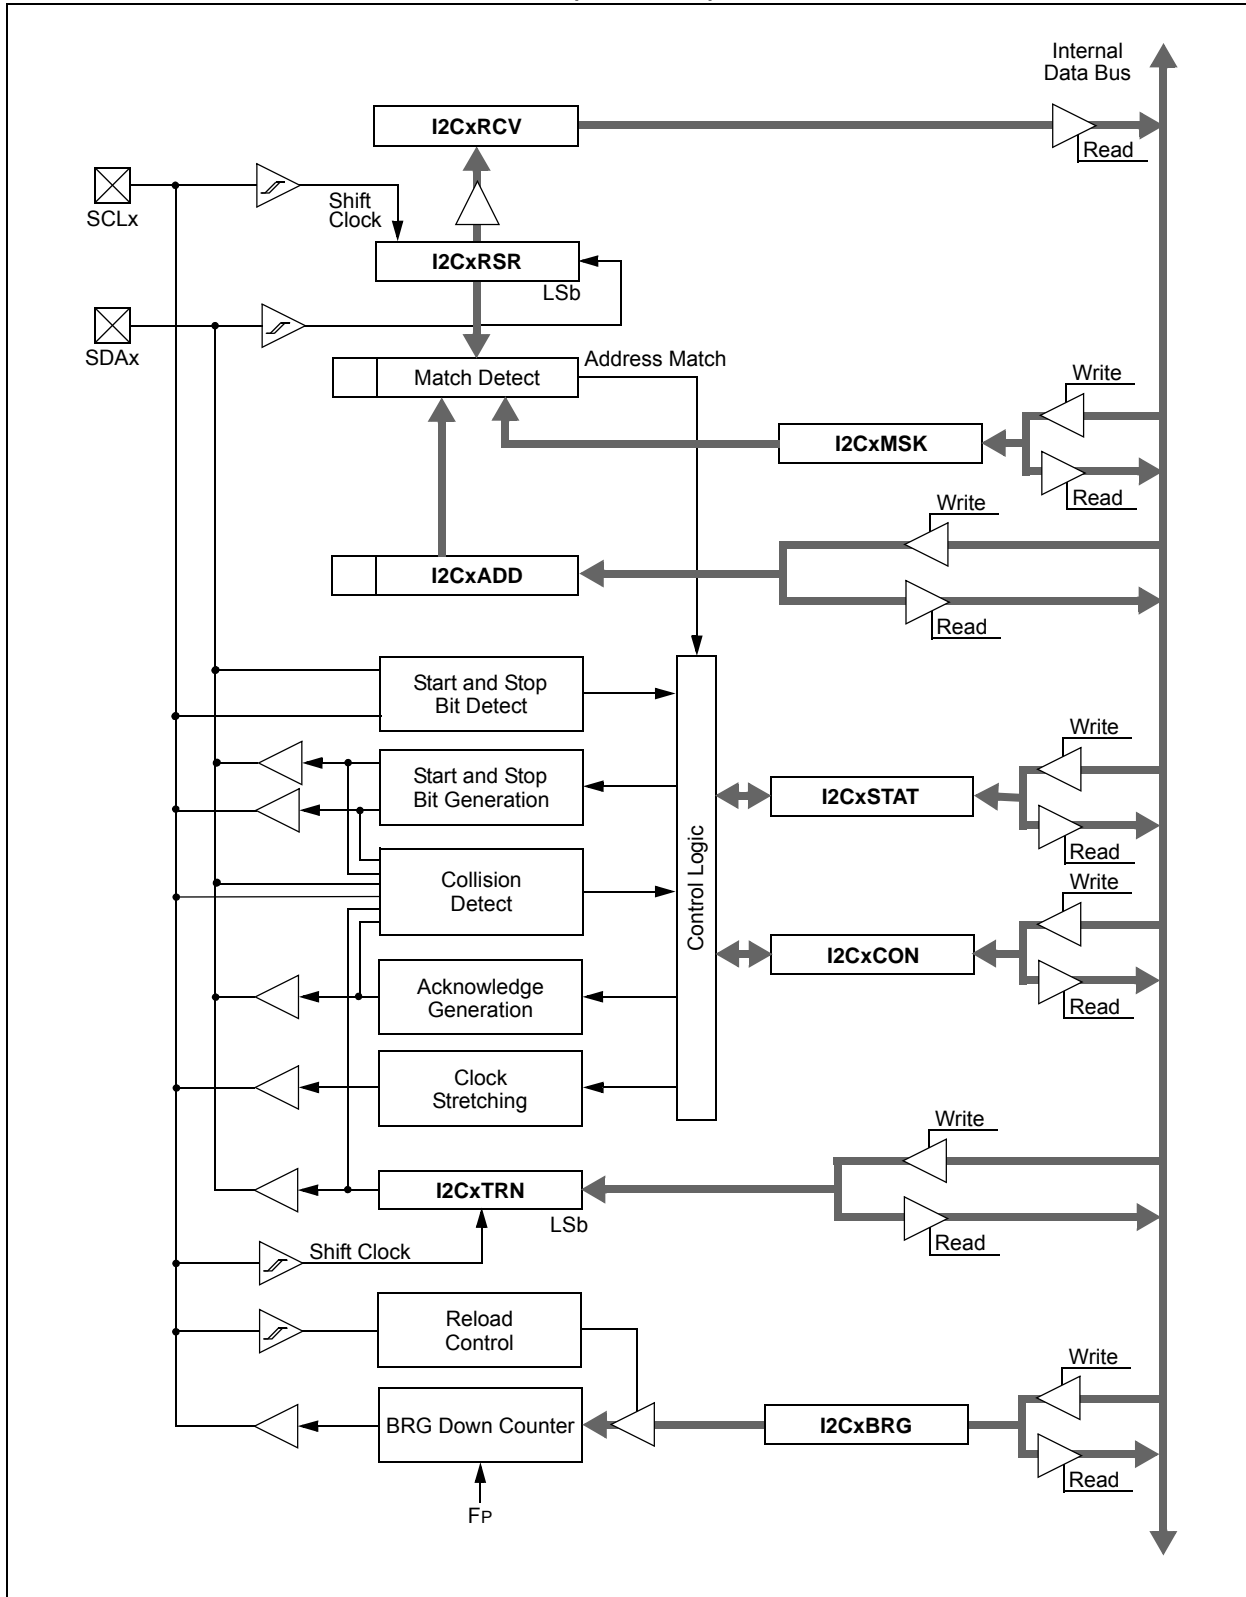 Internal
Data Bus
I2CxRCV
Read
SCLx
Shift
Clock
I2CxRSR
LSb
SDAx
Address Match
Match Detect
Write
I2CxMSK
Read
Write
I2CxADD
Read
Start and Stop
Bit Detect
Write
Start and Stop
Bit Generation
I2CxSTAT
Read
Control Logic
Collision
Detect
Write
I2CxCON
Read
Acknowledge
Generation
Clock
Stretching
Write
I2CxTRN
LSb
Read
Shift Clock
Reload
Control
Write
BRG Down Counter
I2CxBRG
Read
FP